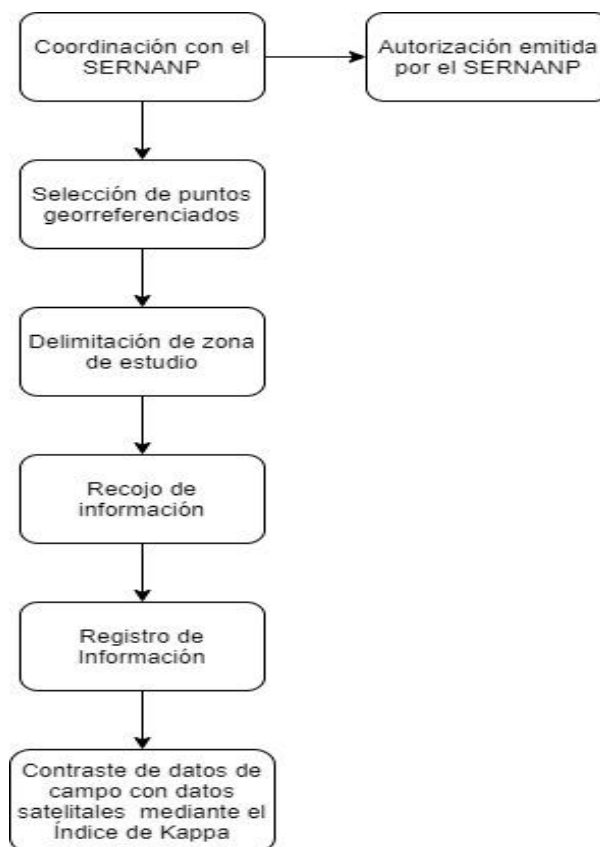 Coordinación con el
SERNANP
Autorización emitida
por el SERNANP
Selección de puntos
georreferenciados
Delimitación de zona
de estudio
Recojo de
información
Registro de
Información
Contraste de datos de
campo con datos
satelitales mediante el
Índice de Kappa